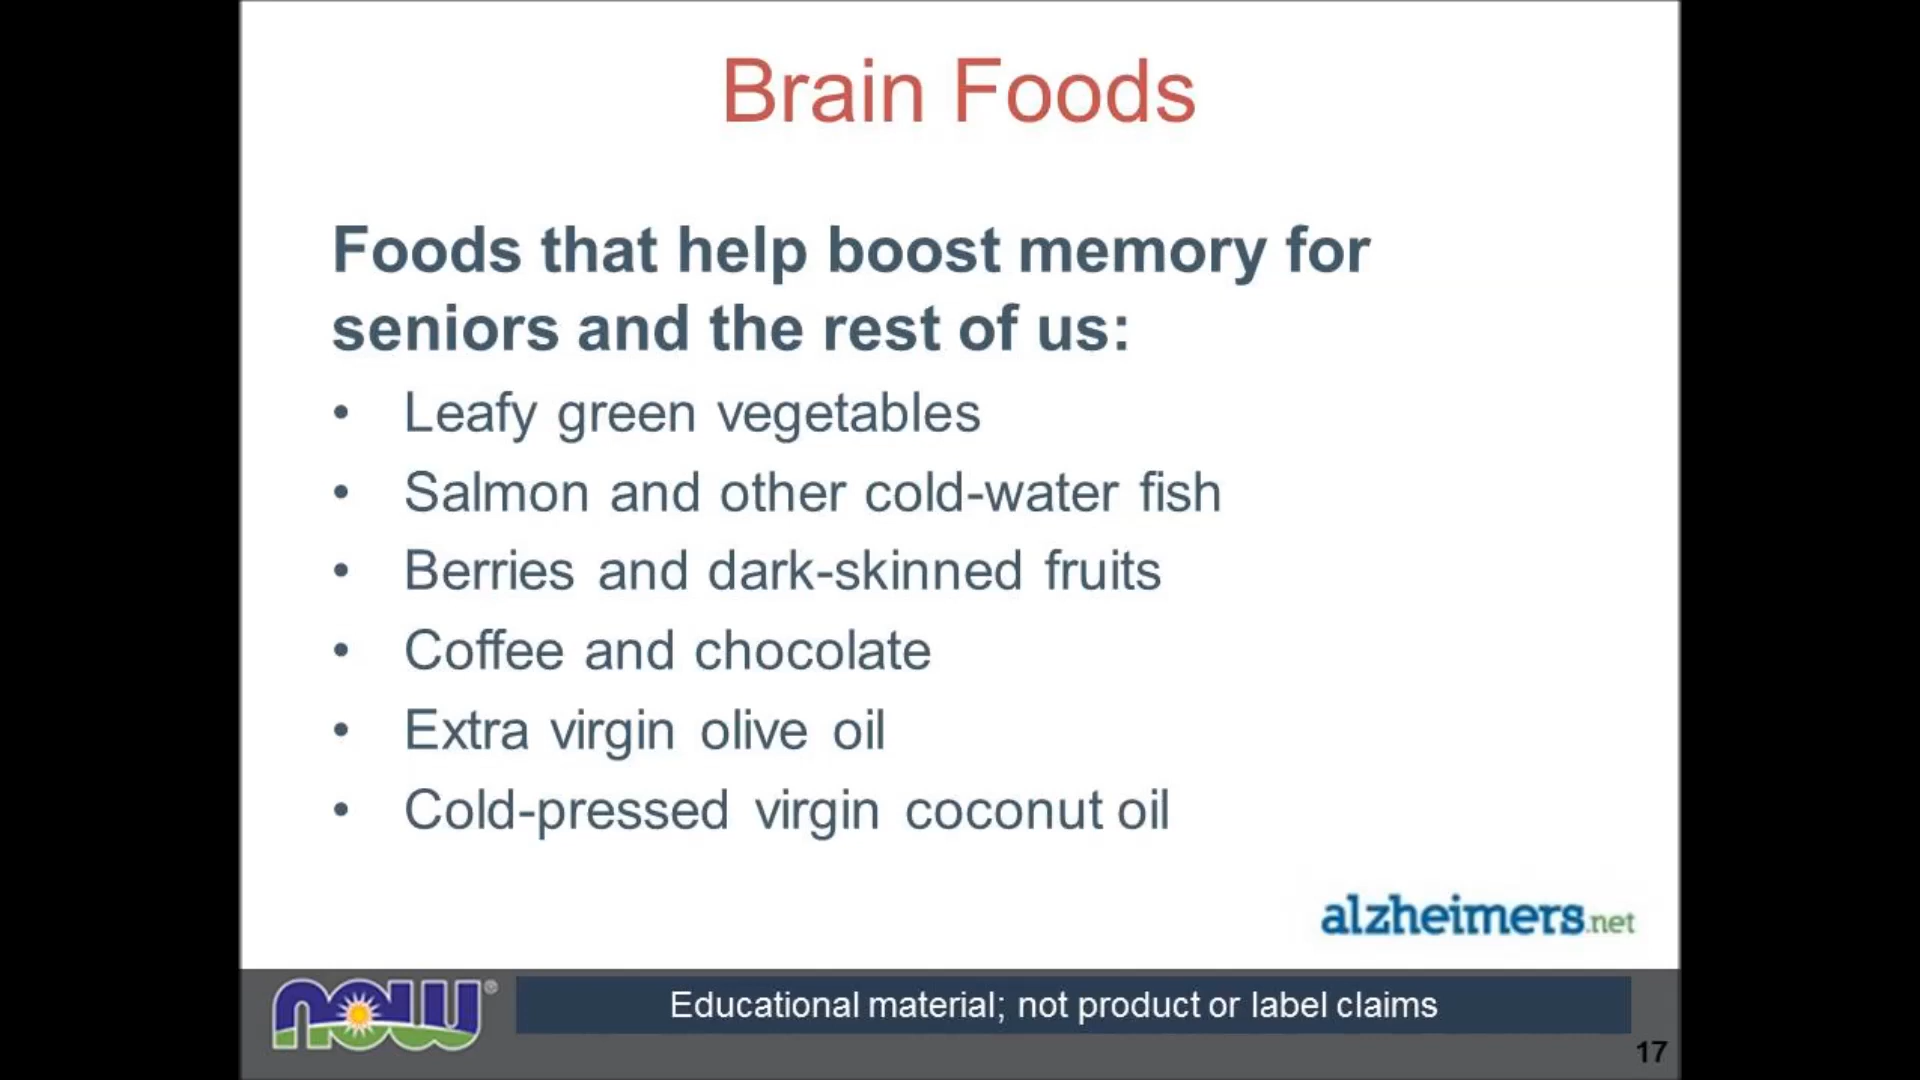 Brain Foods
Foods that help boost memory for
seniors and the rest of us:
• Leafy green vegetables
• Salmon and other cold-water fish
• Berries and dark-skinned fruits
• Coffee and chocolate
• Extra virgin olive oil
• Cold-pressed virgin coconut oil
alzheimers.net
NOW®
Educational material; not product or label claims
17